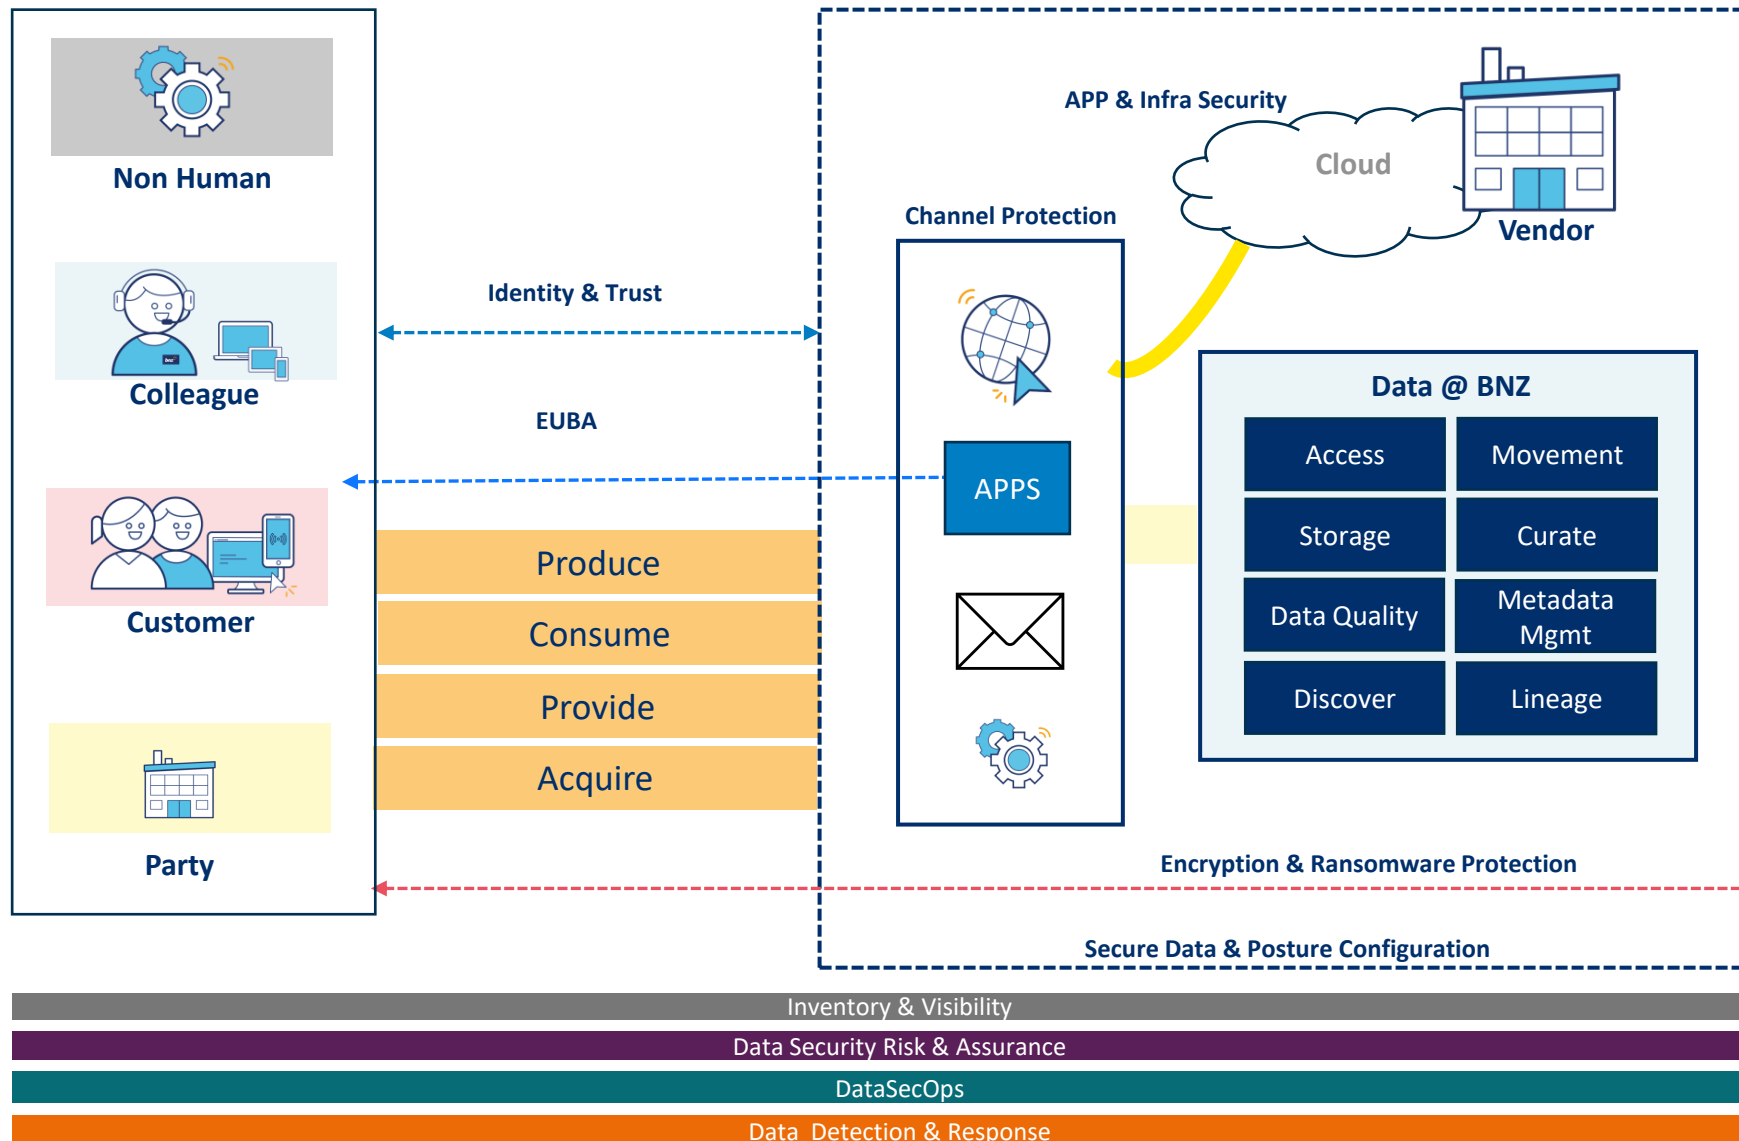 Non Human
Colleague
Customer
Party
Identity & Trust
EUBA
Produce
Consume
Provide
Acquire
APP & Infra Security
Cloud
Vendor
Channel Protection
APPS
Data @ BNZ
Access
Movement
Storage
Curate
Data Quality
Metadata
Mgmt
Discover
Lineage
Encryption & Ransomware Protection
Secure Data & Posture Configuration
Inventory & Visibility
Data Security Risk & Assurance
DataSecOps
Data Detection & Response